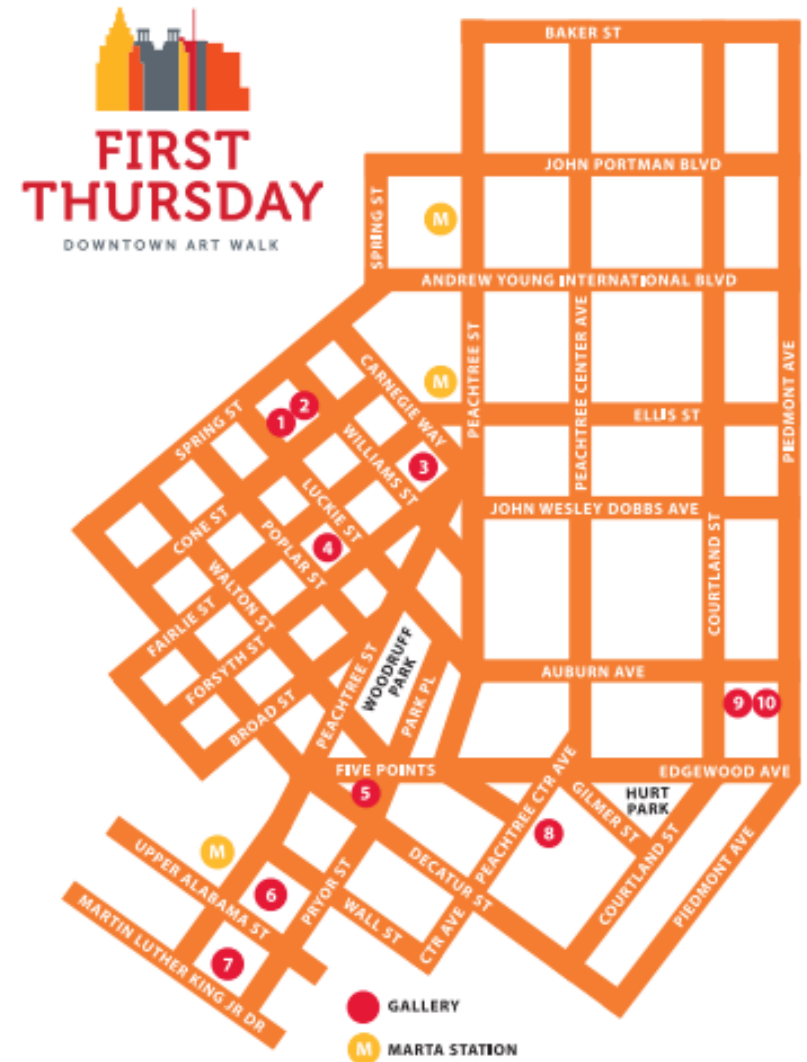 FIRST
THURSDAY
DOWNTOWN ART WALK
BAKER ST
JOHN PORTMAN BLVD
SPRING ST
M
ANDREW YOUNG INTERNATIONAL BLVD
PEACHTREE ST
PEACHTREE CENTER AVE
PIEDMONT AVE
M
CARNEGIE WAY
ELLIS ST
SPRING ST
1
2
WILLIAMS ST
3
LUCKIE ST
JOHN WESLEY DOBBS AVE
CONE ST
POPLAR ST
4
COURTLAND ST
WALTON ST
FAIRLIE ST
FORSYTH ST
BROAD ST
PEACHTREE ST
WOODRUFF
PARK
PARK PL
AUBURN AVE
9
10
FIVE POINTS
EDGEWOOD AVE
5
PEACHTREE CTR AVE
GILMER ST
HURT
PARK
8
COURTLAND ST
PIEDMONT AVE
M
UPPER ALABAMA ST
6
PRYOR ST
WALL ST
DECATUR ST
CTR AVE
MARTIN LUTHER KING JR DR
7
GALLERY
M MARTA STATION